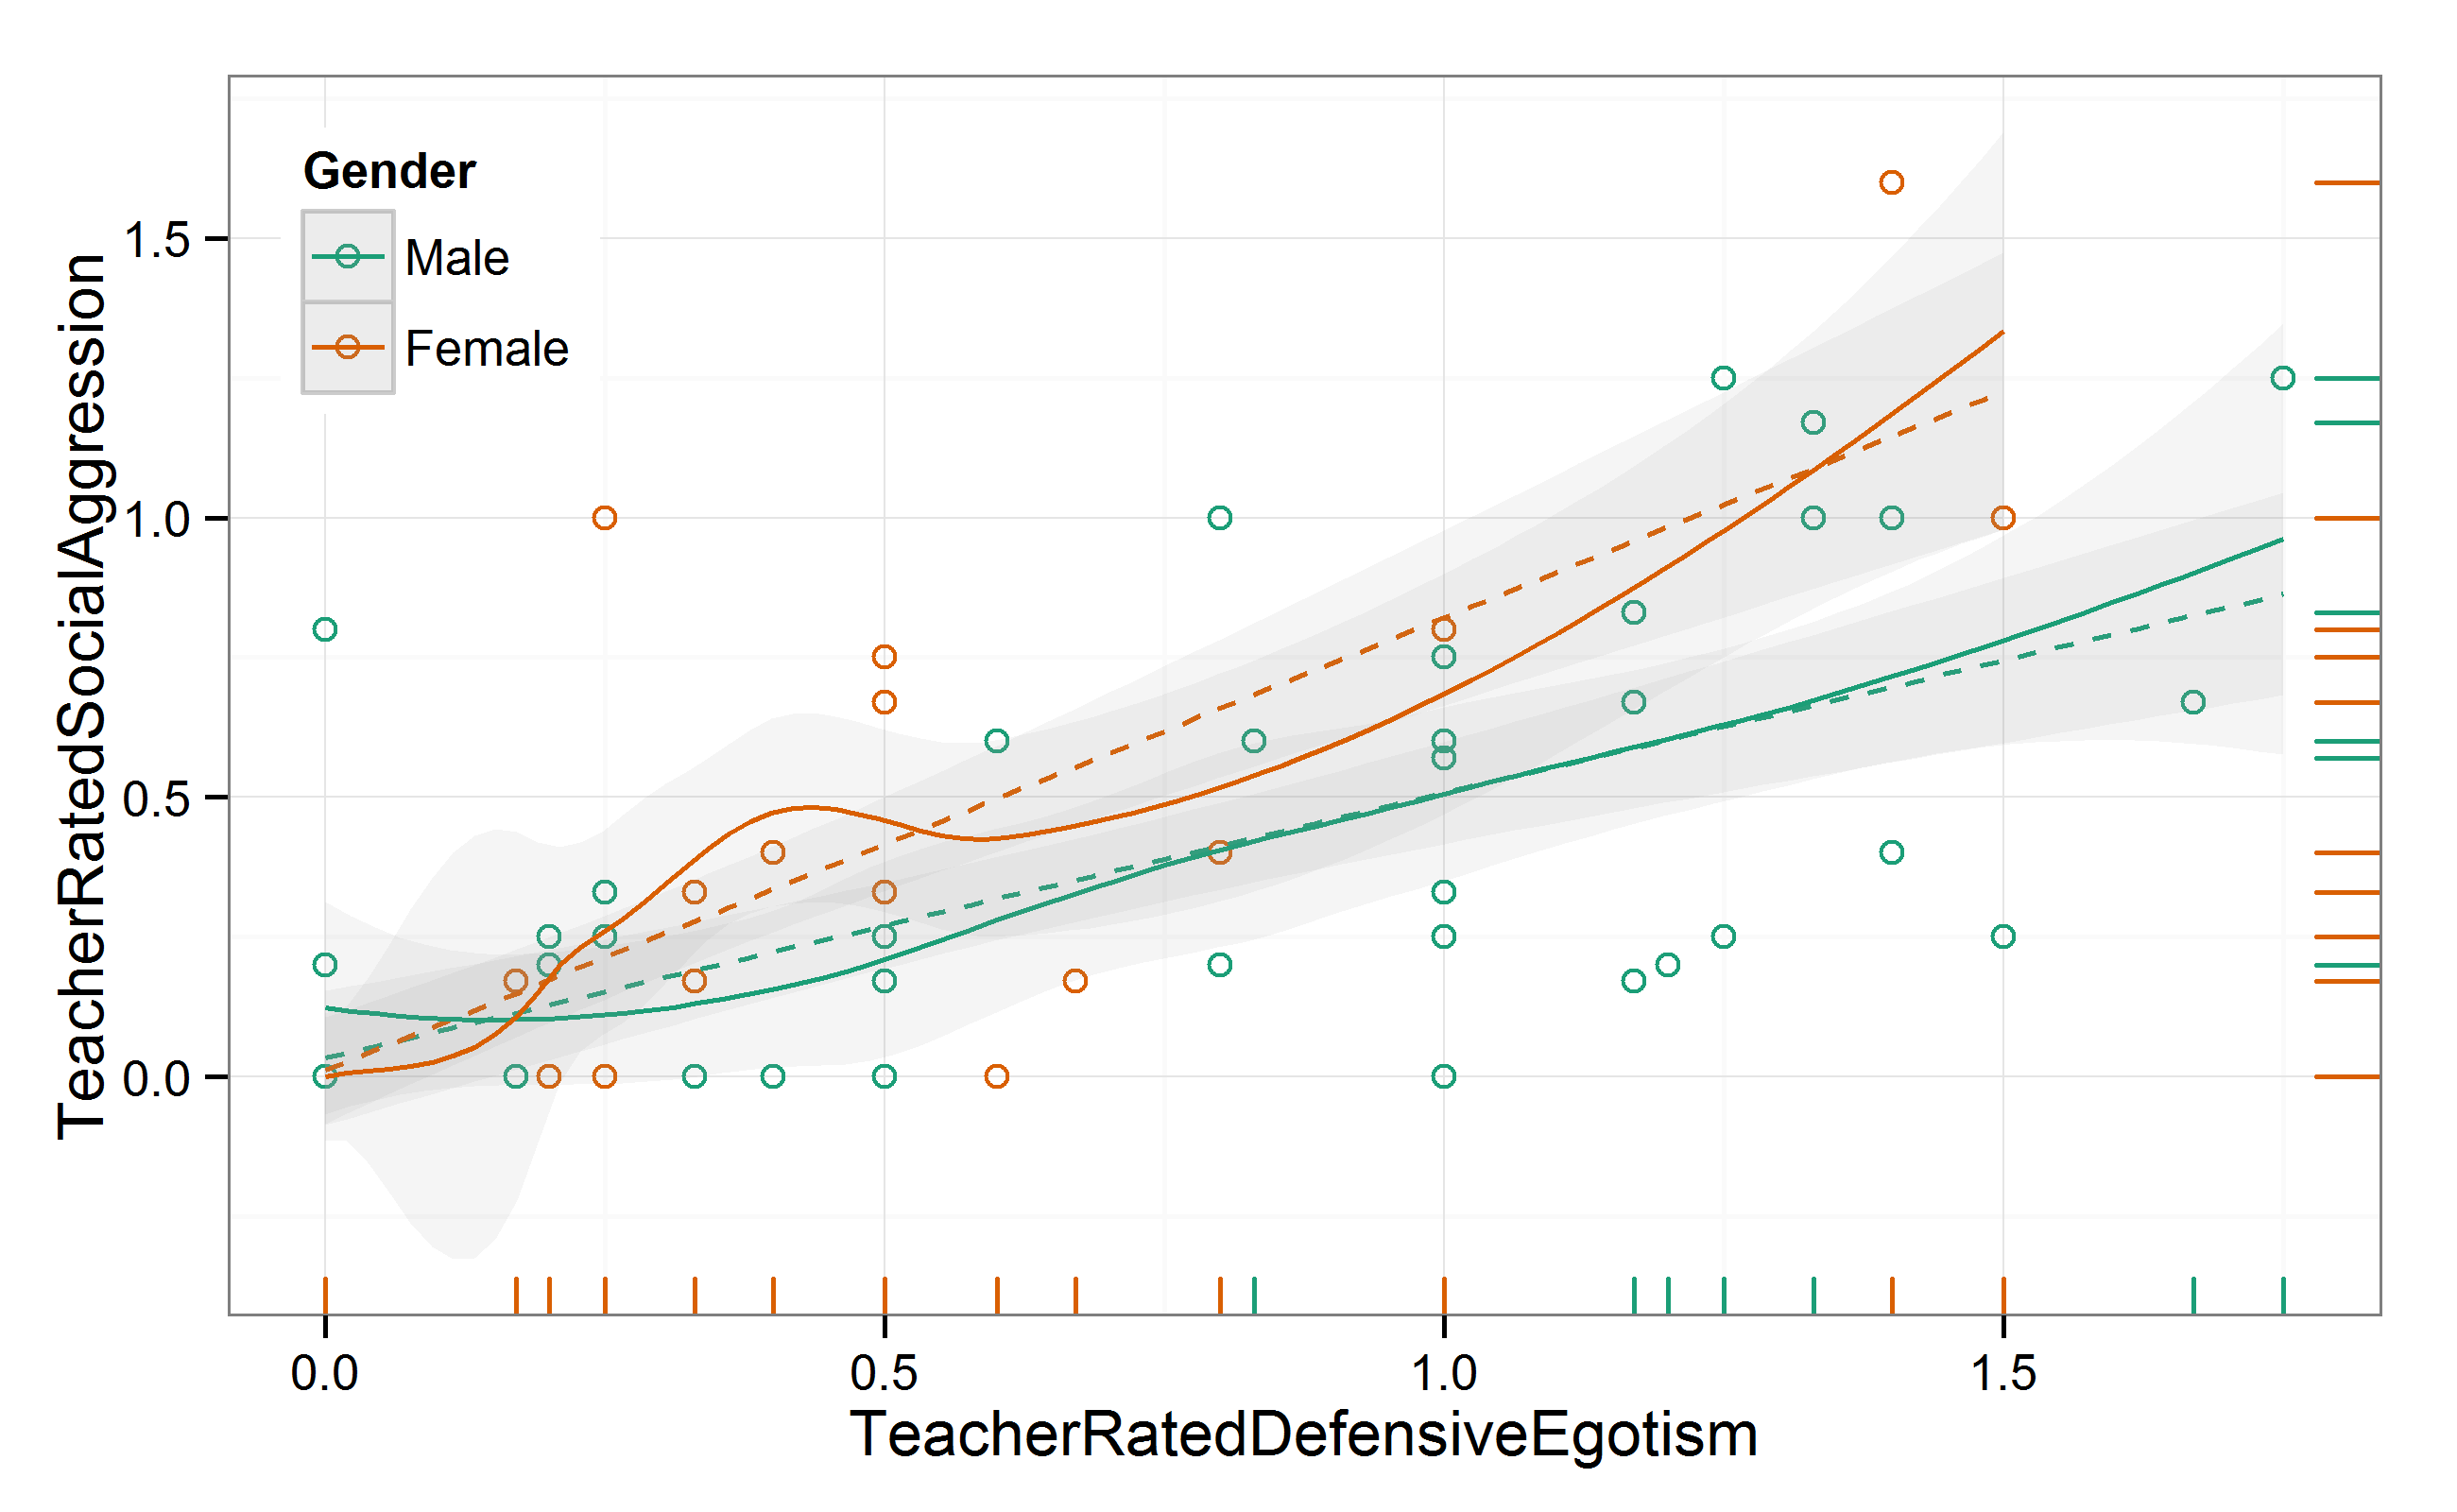 Gender
Male
Female
TeacherRatedSocialAggression
1.5
1.0
0.5
0.0
0.0 0.5 1.0 1.5
TeacherRatedDefensiveEgotism